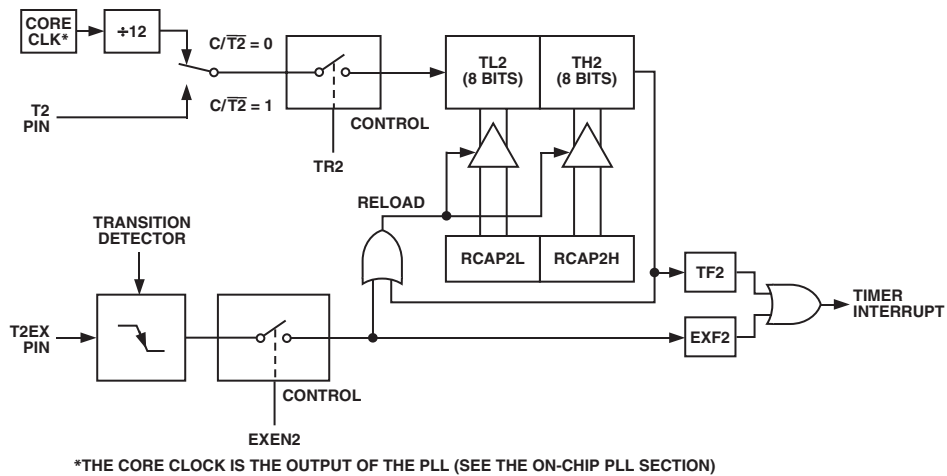 CORE
CLK*
÷12
C/T2̅ = 0
C/T2̅ = 1
T2
PIN
CONTROL
TR2
TL2
(8 BITS)
TH2
(8 BITS)
RELOAD
TRANSITION
DETECTOR
RCAP2L
RCAP2H
TF2
TIMER
INTERRUPT
T2EX
PIN
EXF2
CONTROL
EXEN2
*THE CORE CLOCK IS THE OUTPUT OF THE PLL (SEE THE ON-CHIP PLL SECTION)